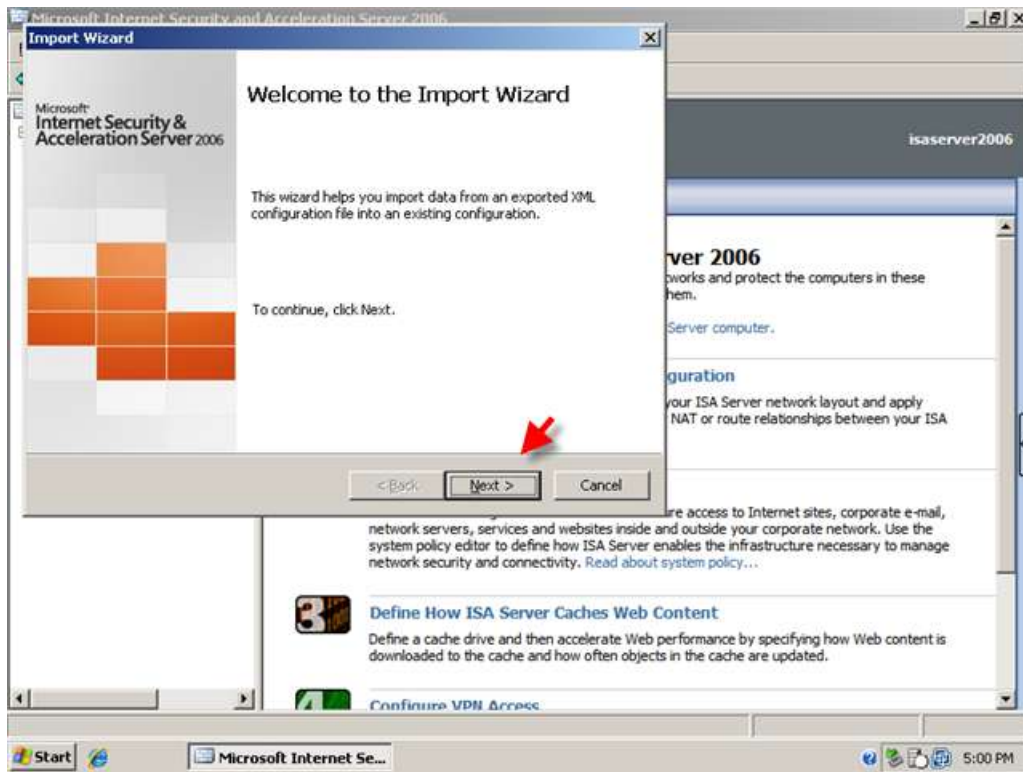 Microsoft Internet Security and Acceleration Server 2006
Import Wizard
Microsoft
Internet Security &
Acceleration Server 2006
Welcome to the Import Wizard
This wizard helps you import data from an exported XML
configuration file into an existing configuration.
To continue, click Next.
< Back
Next >
Cancel
isaserver2006
ver 2006
works and protect the computers in these
hem.
Server computer.
guration
your ISA Server network layout and apply
NAT or route relationships between your ISA
re access to Internet sites, corporate e-mail,
network servers, services and websites inside and outside your corporate network. Use the
system policy editor to define how ISA Server enables the infrastructure necessary to manage
network security and connectivity. Read about system policy...
3
Define How ISA Server Caches Web Content
Define a cache drive and then accelerate Web performance by specifying how Web content is
downloaded to the cache and how often objects in the cache are updated.
4
Configure VPN Access
Start
Microsoft Internet Se...
5:00 PM